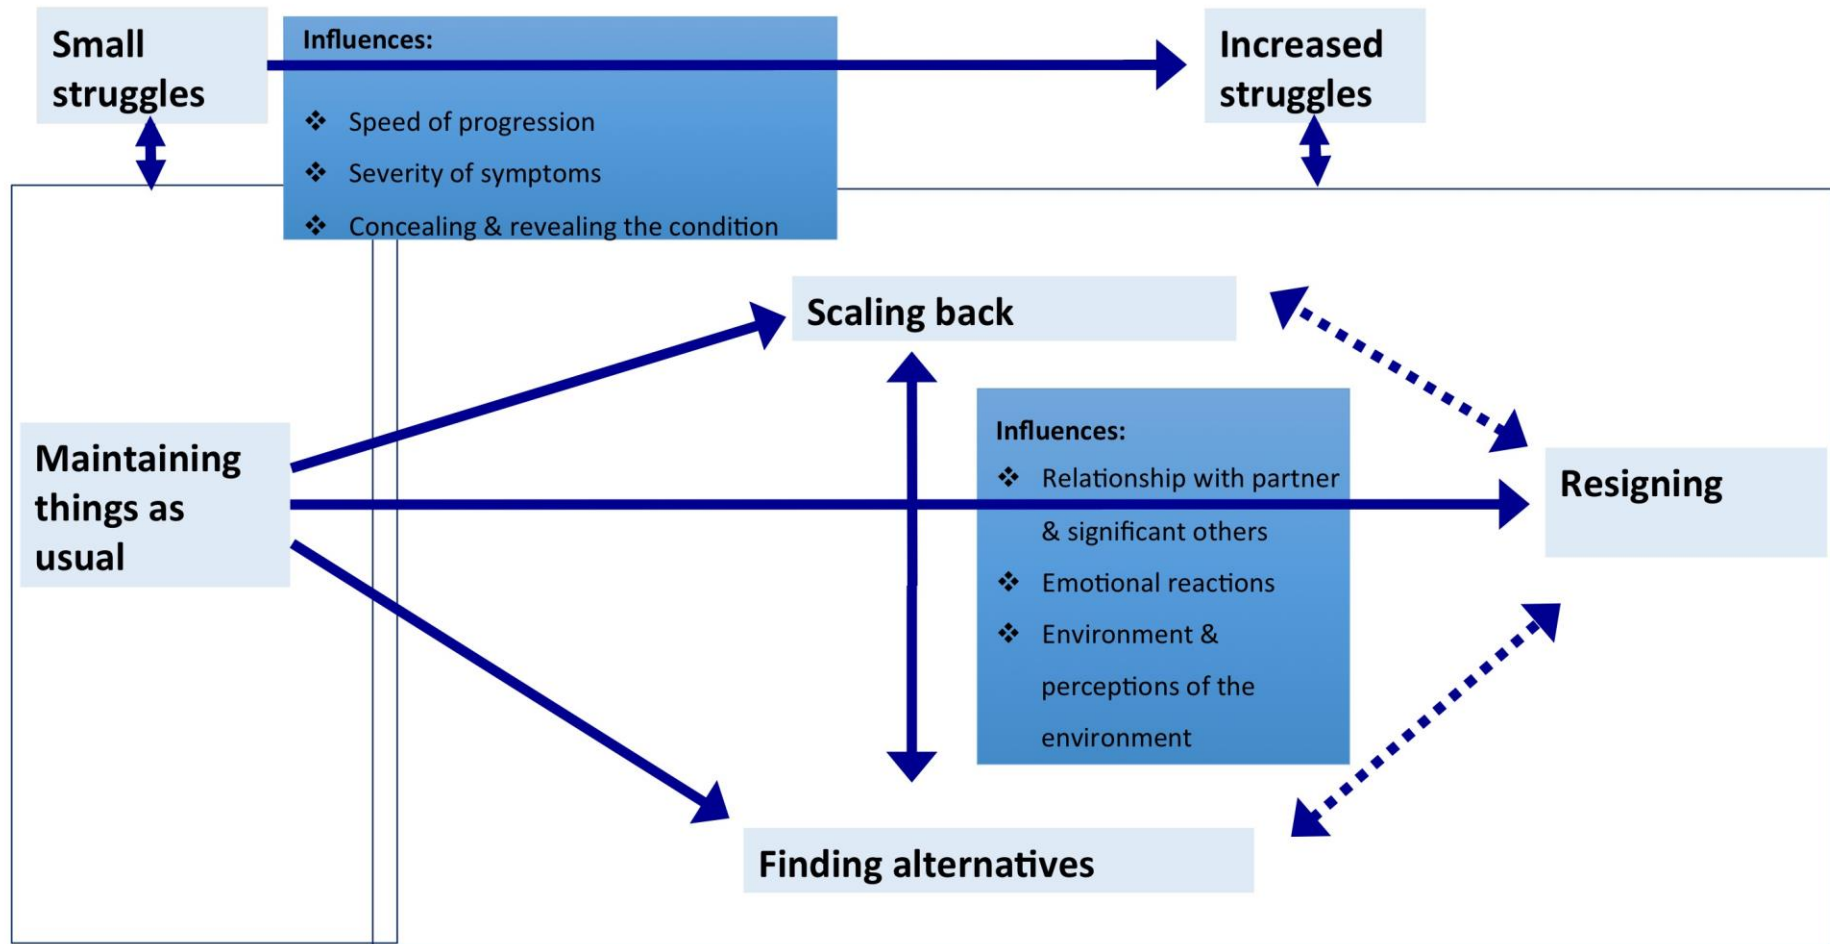 Small
struggles
Influences:
❖ Speed of progression
❖ Severity of symptoms
❖ Concealing & revealing the condition
Increased
struggles
Scaling back
Maintaining
things as
usual
Influences:
❖ Relationship with partner
& significant others
❖ Emotional reactions
❖ Environment &
perceptions of the
environment
Resigning
Finding alternatives